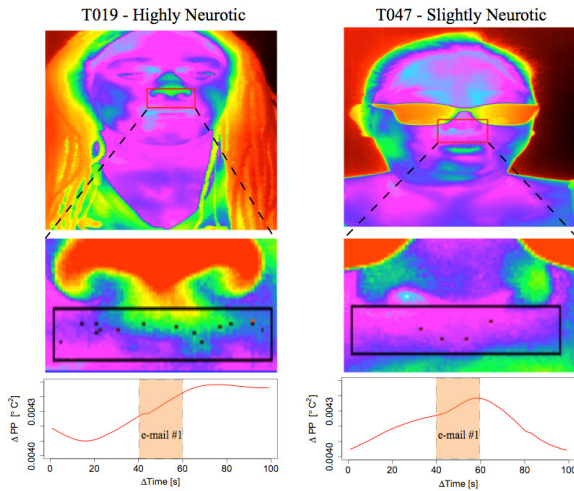 T019 - Highly Neurotic
T047 - Slightly Neurotic
Δ PP [°C²]
0.0040
0.0043
e-mail #1
0
20
40
60
80
100
ΔTime [s]
Δ PP [°C²]
0.0040
0.0043
e-mail #1
0
20
40
60
80
100
ΔTime [s]